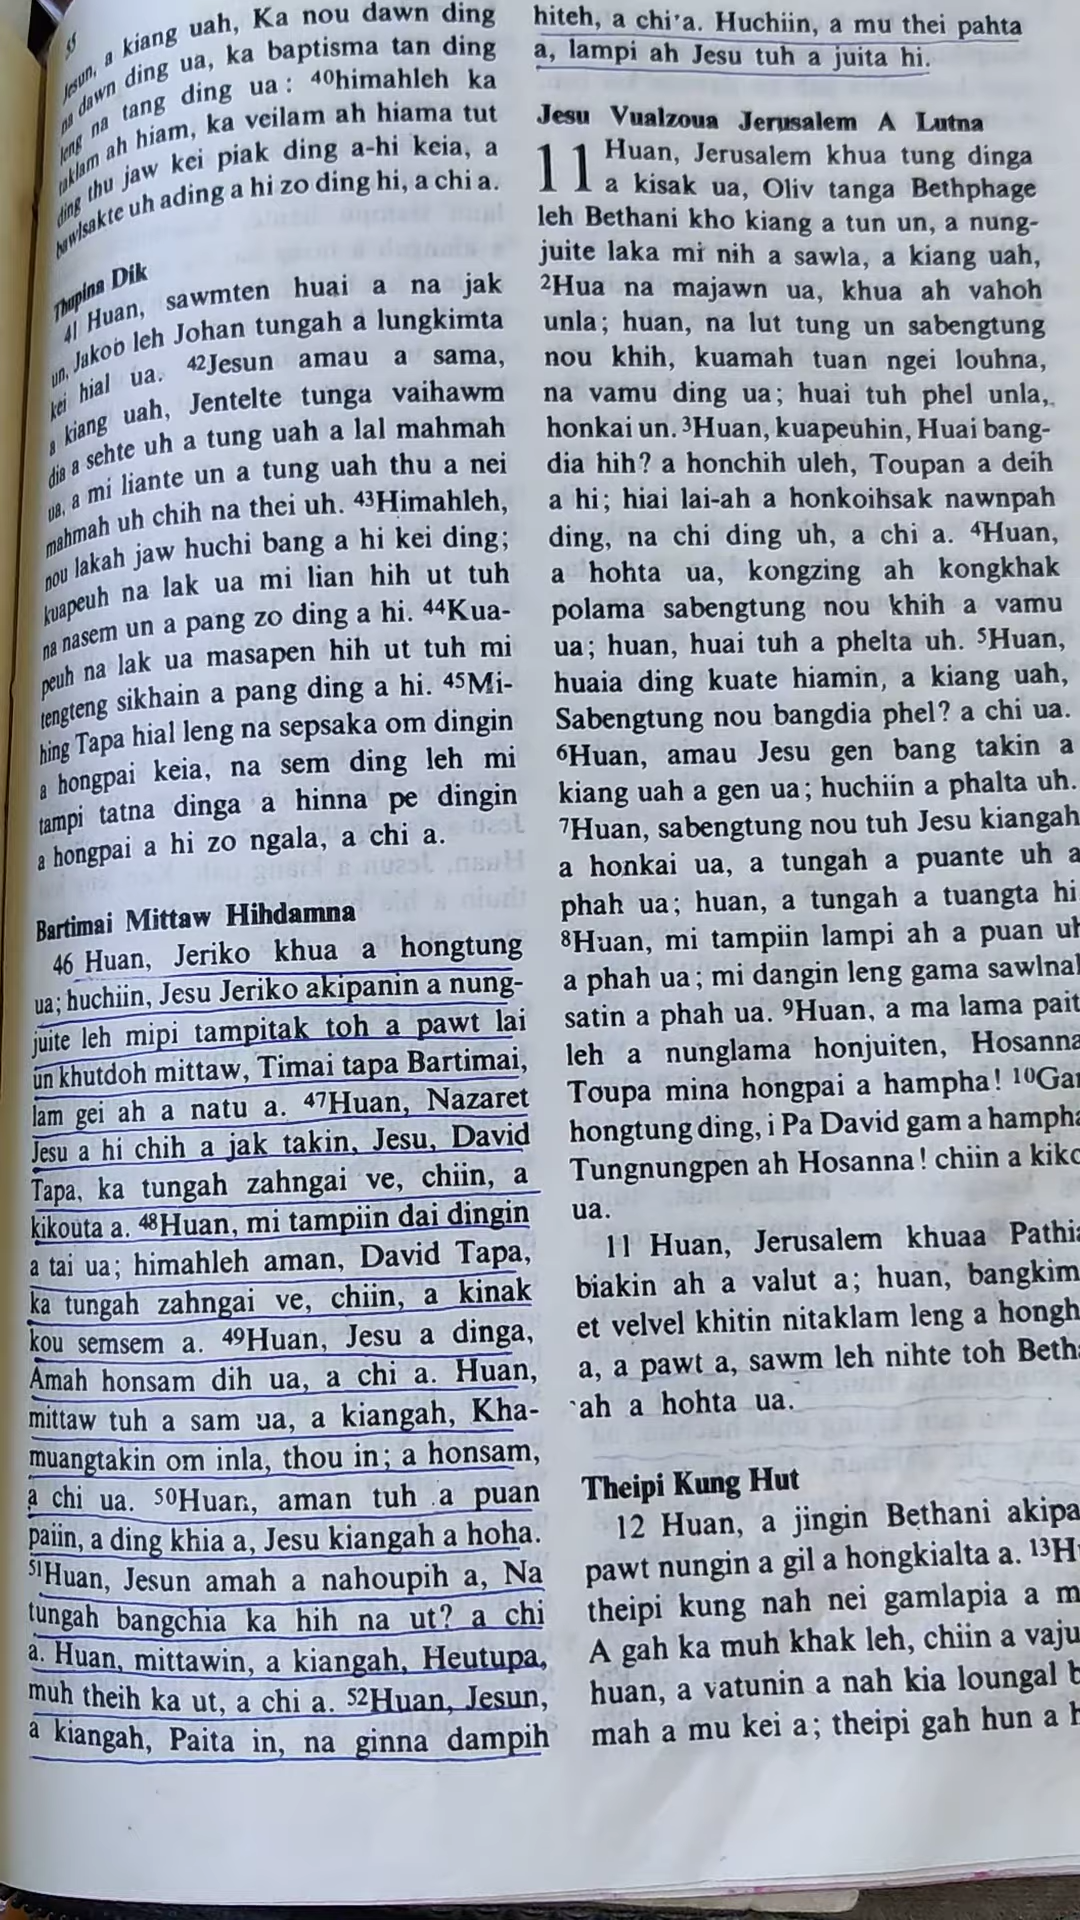 55
Jesun, a kiang uah, Ka nou dawn ding
na dawn ding ua, ka baptisma tan ding
leng na tang ding ua : 40himahleh ka
taklam ah hiam, ka veilam ah hiama tut
ding thu jaw kei piak ding a-hi keia, a
bawlsakte uh ading a hi zo ding hi, a chi a.
Thupina Dik
41 Huan, sawmten huai a na jak
un, Jakob leh Johan tungah a lungkimta
kei hial ua. 42Jesun amau a sama,
a kiang uah, Jentelte tunga vaihawm
dia a sehte uh a tung uah a lal mahmah
ua, a mi liante un a tung uah thu a nei
mahmah uh chih na thei uh. 43Himahleh,
nou lakah jaw huchi bang a hi kei ding;
kuapeuh na lak ua mi lian hih ut tuh
na nasem un a pang zo ding a hi. 44Kua-
peuh na lak ua masapen hih ut tuh mi
tengteng sikhain a pang ding a hi. 45Mi-
hing Tapa hial leng na sepsaka om dingin
a hongpai keia, na sem ding leh mi
tampi tatna dinga a hinna pe dingin
a hongpai a hi zo ngala, a chi a.
Bartimai Mittaw Hihdamna
46 Huan, Jeriko khua a hongtung
ua; huchiin, Jesu Jeriko akipanin a nung-
juite leh mipi tampitak toh a pawt lai
un khutdoh mittaw, Timai tapa Bartimai,
lam gei ah a natu a. 47Huan, Nazaret
Jesu a hi chih a jak takin, Jesu, David
Tapa, ka tungah zahngai ve, chiin, a
kikouta a. 48Huan, mi tampiin dai dingin
a tai ua; himahleh aman, David Tapa,
ka tungah zahngai ve, chiin, a kinak
kou semsem a. 49Huan, Jesu a dinga,
Amah honsam dih ua, a chi a. Huan,
mittaw tuh a sam ua, a kiangah, Kha-
muangtakin om inla, thou in; a honsam,
a chi ua. 50Huan, aman tuh a puan
paiin, a ding khia a, Jesu kiangah a hoha.
51Huan, Jesun amah a nahoupih a, Na
tungah bangchia ka hih na ut? a chi
a. Huan, mittawin, a kiangah, Heutupa,
muh theih ka ut, a chi a. 52Huan, Jesun,
a kiangah, Paita in, na ginna dampih
hiteh, a chi'a. Huchiin, a mu thei pahta
a, lampi ah Jesu tuh a juita hi.
Jesu Vualzoua Jerusalem A Lutna
11 Huan, Jerusalem khua tung dinga
a kisak ua, Oliv tanga Bethphage
leh Bethani kho kiang a tun un, a nung-
juite laka mi nih a sawla, a kiang uah,
2Hua na majawn ua, khua ah vahoh
unla; huan, na lut tung un sabengtung
nou khih, kuamah tuan ngei louhna,
na vamu ding ua; huai tuh phel unla,
honkai un. 3Huan, kuapeuhin, Huai bang-
dia hih? a honchih uleh, Toupan a deih
a hi; hiai lai-ah a honkoihsak nawnpah
ding, na chi ding uh, a chi a. 4Huan,
a hohta ua, kongzing ah kongkhak
polama sabengtung nou khih a vamu
ua; huan, huai tuh a phelta uh. 5Huan,
huaia ding kuate hiamin, a kiang uah,
Sabengtung nou bangdia phel? a chi ua.
6Huan, amau Jesu gen bang takin a
kiang uah a gen ua; huchiin a phalta uh.
7Huan, sabengtung nou tuh Jesu kiangah
a honkai ua, a tungah a puante uh a
phah ua; huan, a tungah a tuangta hi
8Huan, mi tampiin lampi ah a puan uh
a phah ua; mi dangin leng gama sawlna
satin a phah ua. 9Huan, a ma lama pait
leh a nunglama honjuiten, Hosanna
Toupa mina hongpai a hampha! 10Ga
hongtung ding, i Pa David gam a hampha
Tungnungpen ah Hosanna! chiin a kiko
ua.
11 Huan, Jerusalem khuaa Pathia
biakin ah a valut a; huan, bangkim
et velvel khitin nitaklam leng a hongh
a, a pawt a, sawm leh nihte toh Betha
ah a hohta ua.
Theipi Kung Hut
12 Huan, a jingin Bethani akipa
pawt nungin a gil a hongkialta a. 13H
theipi kung nah nei gamlapia a m
A gah ka muh khak leh, chiin a vaju
huan, a vatunin a nah kia loungal b
mah a mu kei a; theipi gah hun a h